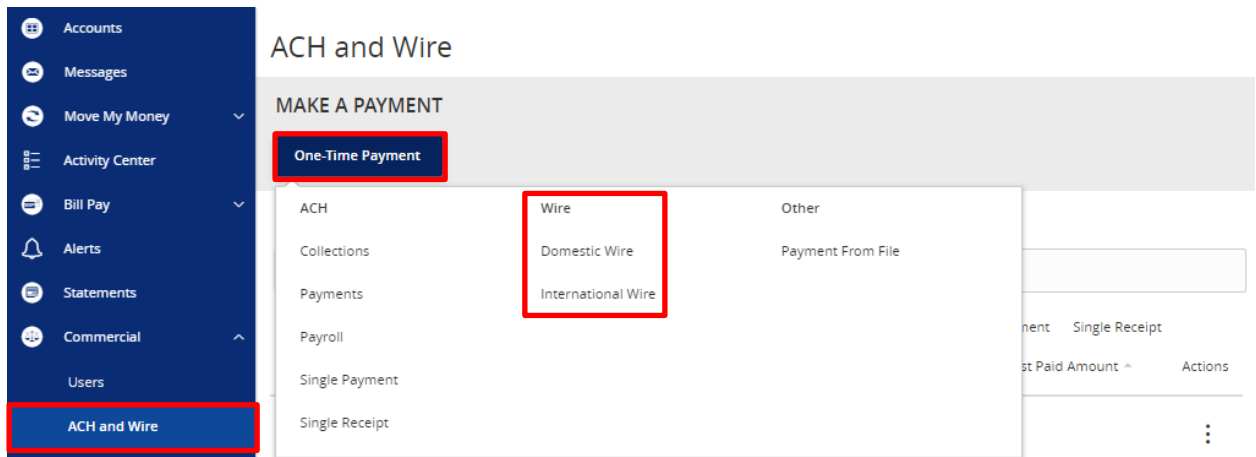 Accounts
Messages
Move My Money
Activity Center
Bill Pay
Alerts
Statements
Commercial
Users
ACH and Wire
ACH and Wire
MAKE A PAYMENT
One-Time Payment
ACH
Collections
Payments
Payroll
Single Payment
Single Receipt
Wire
Domestic Wire
International Wire
Other
Payment From File
Single Receipt
Paid Amount
Actions